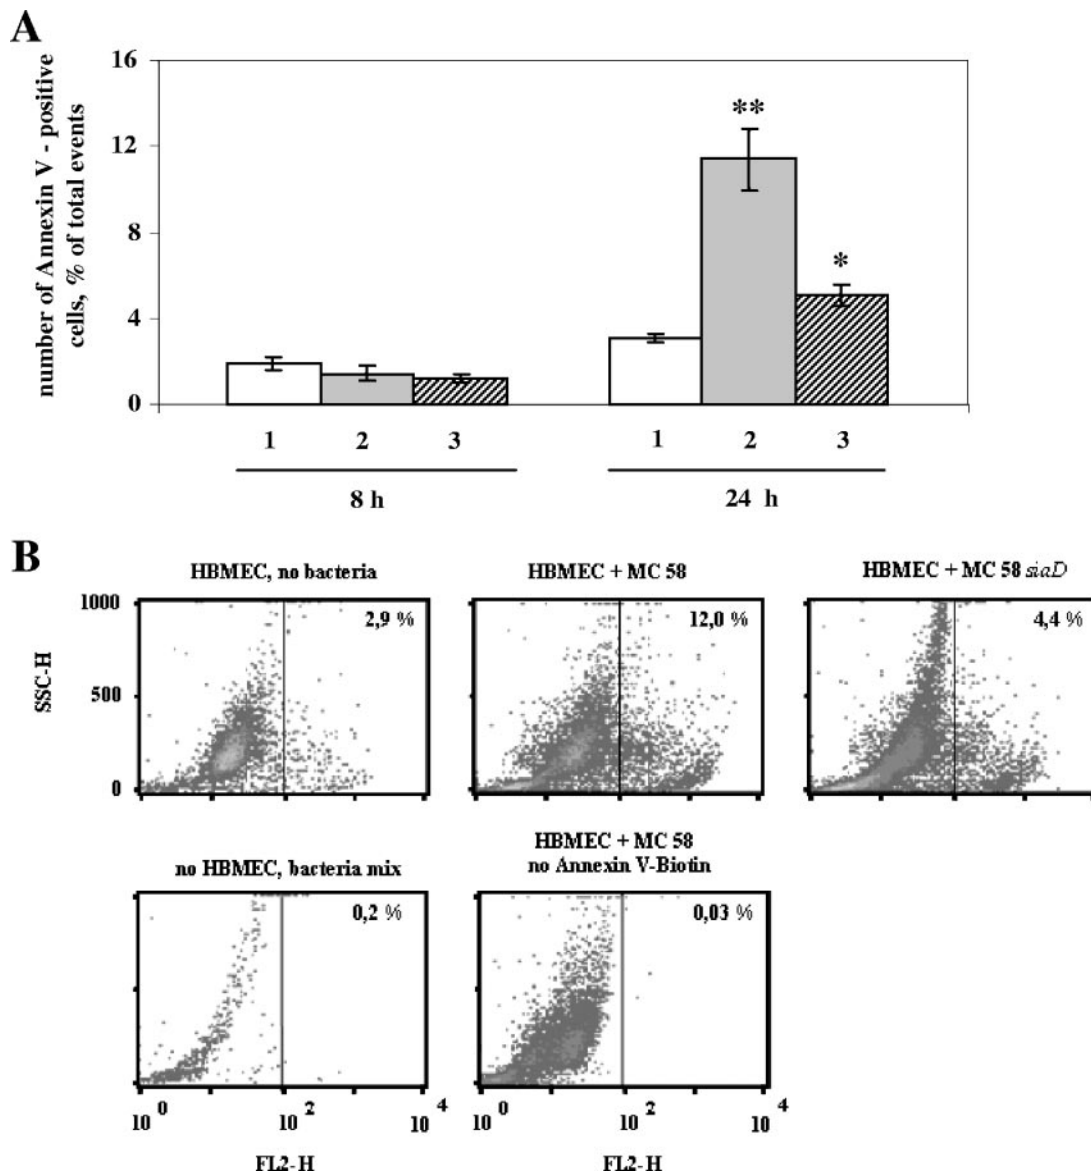 A
number of Annexin V - positive
cells, % of total events
16
12
8
4
0
**
*
1 2 3 1 2 3
8 h 24 h
B
HBMEC, no bacteria HBMEC + MC 58 HBMEC + MC 58 siaD
SSC-H
1000
500
0
2,9 % 12,0 % 4,4 %
no HBMEC, bacteria mix
HBMEC + MC 58
no Annexin V-Biotin
0,2 % 0,03 %
10^0 10^2 10^4 10^0 10^2 10^4
FL2-H FL2-H